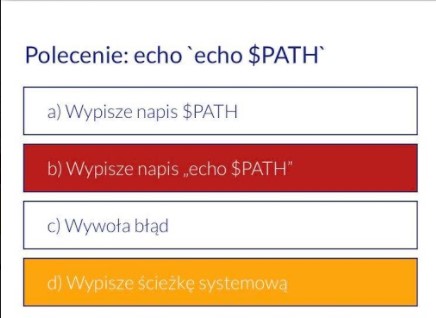 Polecenie: echo `echo $PATH`
a) Wypisze napis $PATH
b) Wypisze napis „echo $PATH”
c) Wywoła błąd
d) Wypisze ścieżkę systemową